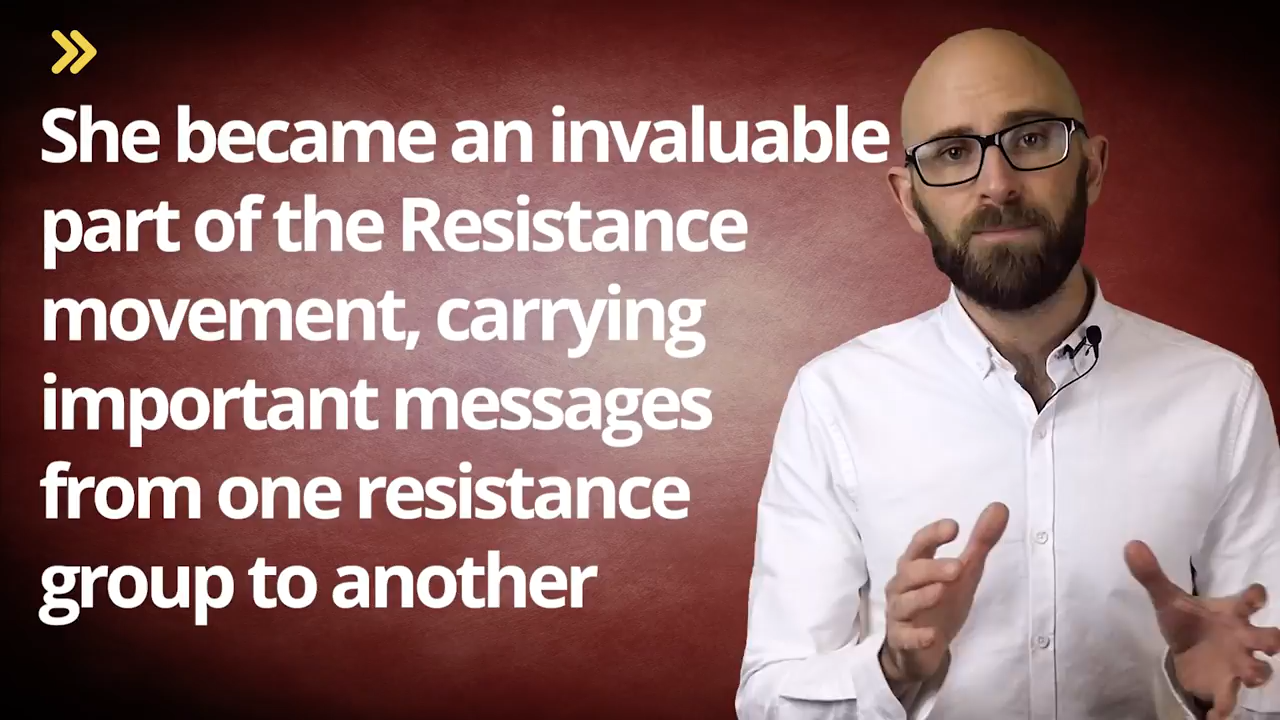 She became an invaluable
part of the Resistance
movement, carrying
important messages
from one resistance
group to another